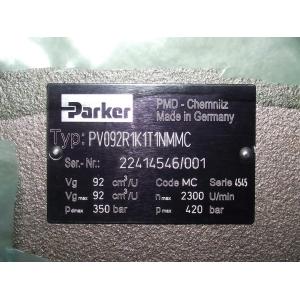 Parker
PMD - Chemnitz
Made in Germany
Typ: PV092R1K1T1NMMC
Ser.-Nr.: 22414546/001
Vg 92 cm³/U Code MC Serie 4545
Vg max 92 cm³/U n max 2300 U/min
p dmax 350 bar p max 420 bar